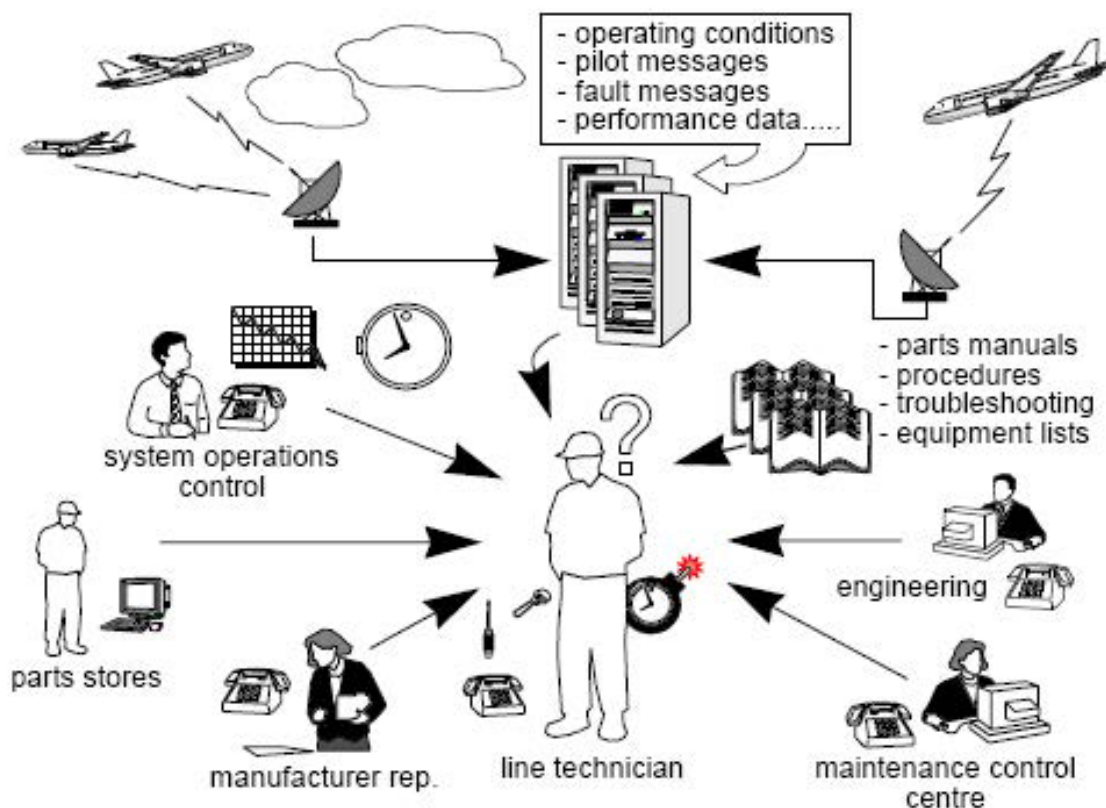 - operating conditions
- pilot messages
- fault messages
- performance data.....
- parts manuals
- procedures
- troubleshooting
- equipment lists
system operations
control
?
engineering
parts stores
manufacturer rep.
line technician
maintenance control
centre